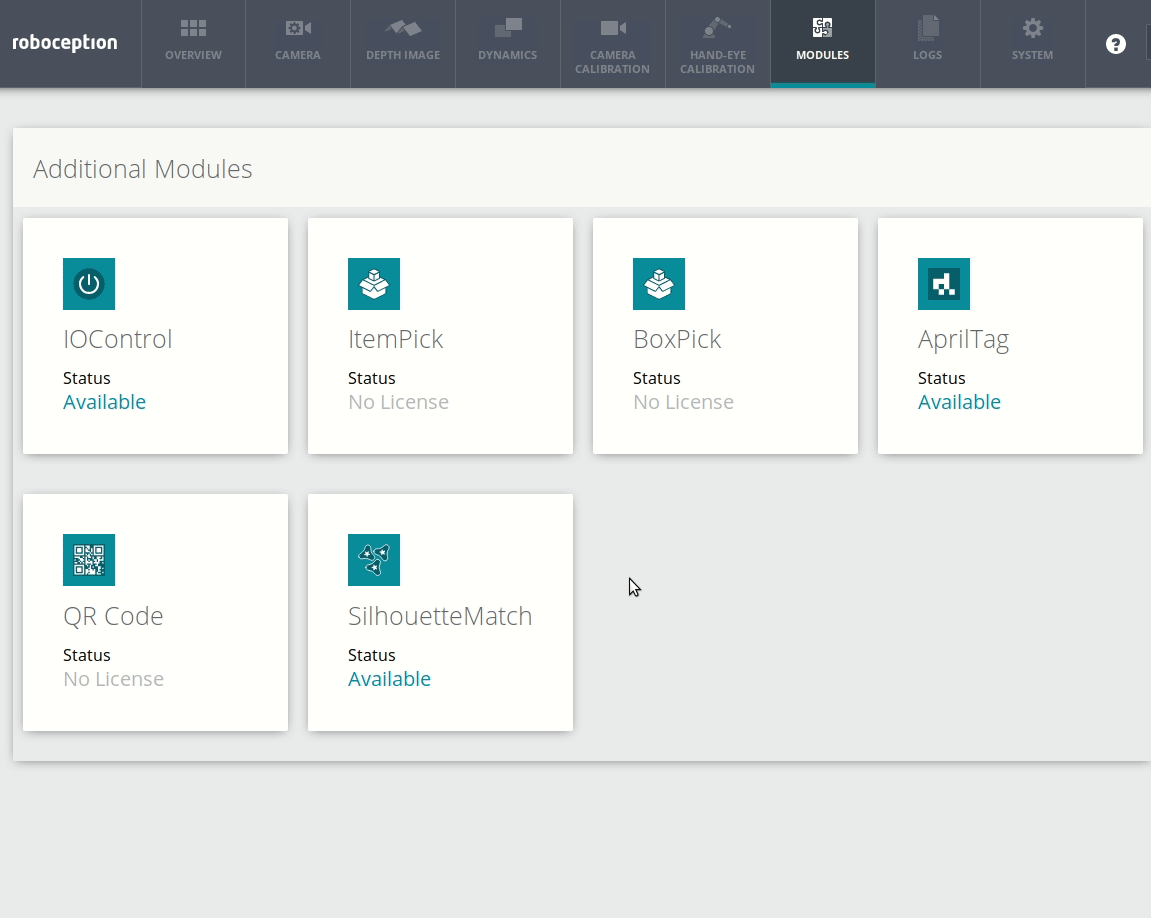 roboception
OVERVIEW
CAMERA
DEPTH IMAGE
DYNAMICS
CAMERA
CALIBRATION
HAND-EYE
CALIBRATION
MODULES
LOGS
SYSTEM
?
Additional Modules
IOControl
Status
Available
ItemPick
Status
No License
BoxPick
Status
No License
AprilTag
Status
Available
QR Code
Status
No License
SilhouetteMatch
Status
Available